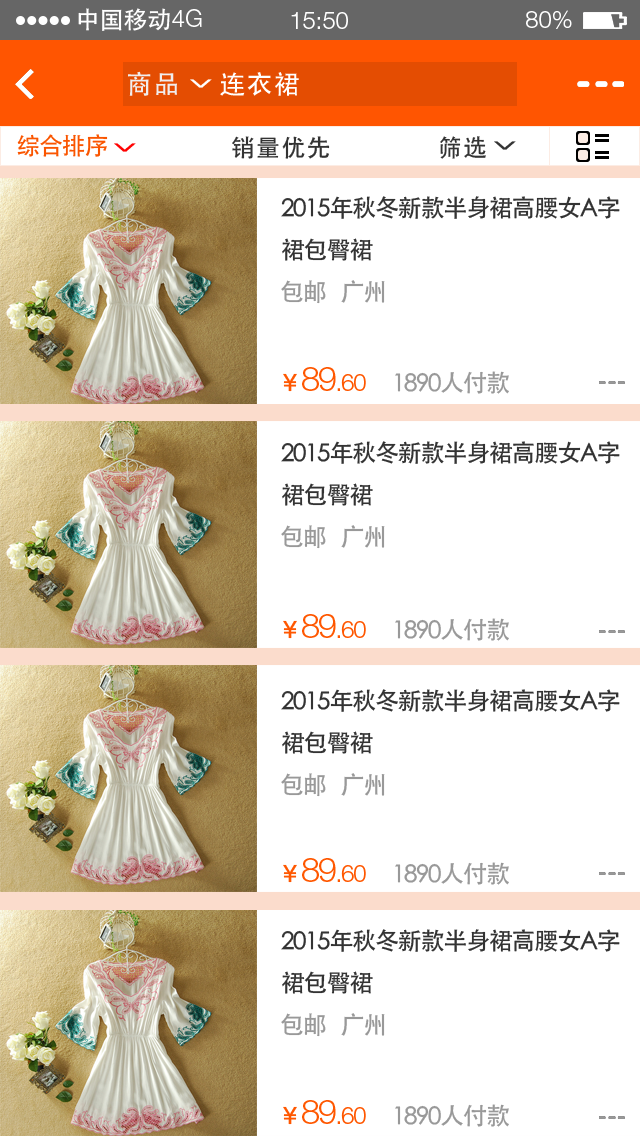 中国移动4G 15:50 80%
商品 连衣裙
综合排序 销量优先 筛选
2015年秋冬新款半身裙高腰女A字
裙包臀裙
包邮 广州
¥89.60 1890人付款
2015年秋冬新款半身裙高腰女A字
裙包臀裙
包邮 广州
¥89.60 1890人付款
2015年秋冬新款半身裙高腰女A字
裙包臀裙
包邮 广州
¥89.60 1890人付款
2015年秋冬新款半身裙高腰女A字
裙包臀裙
包邮 广州
¥89.60 1890人付款